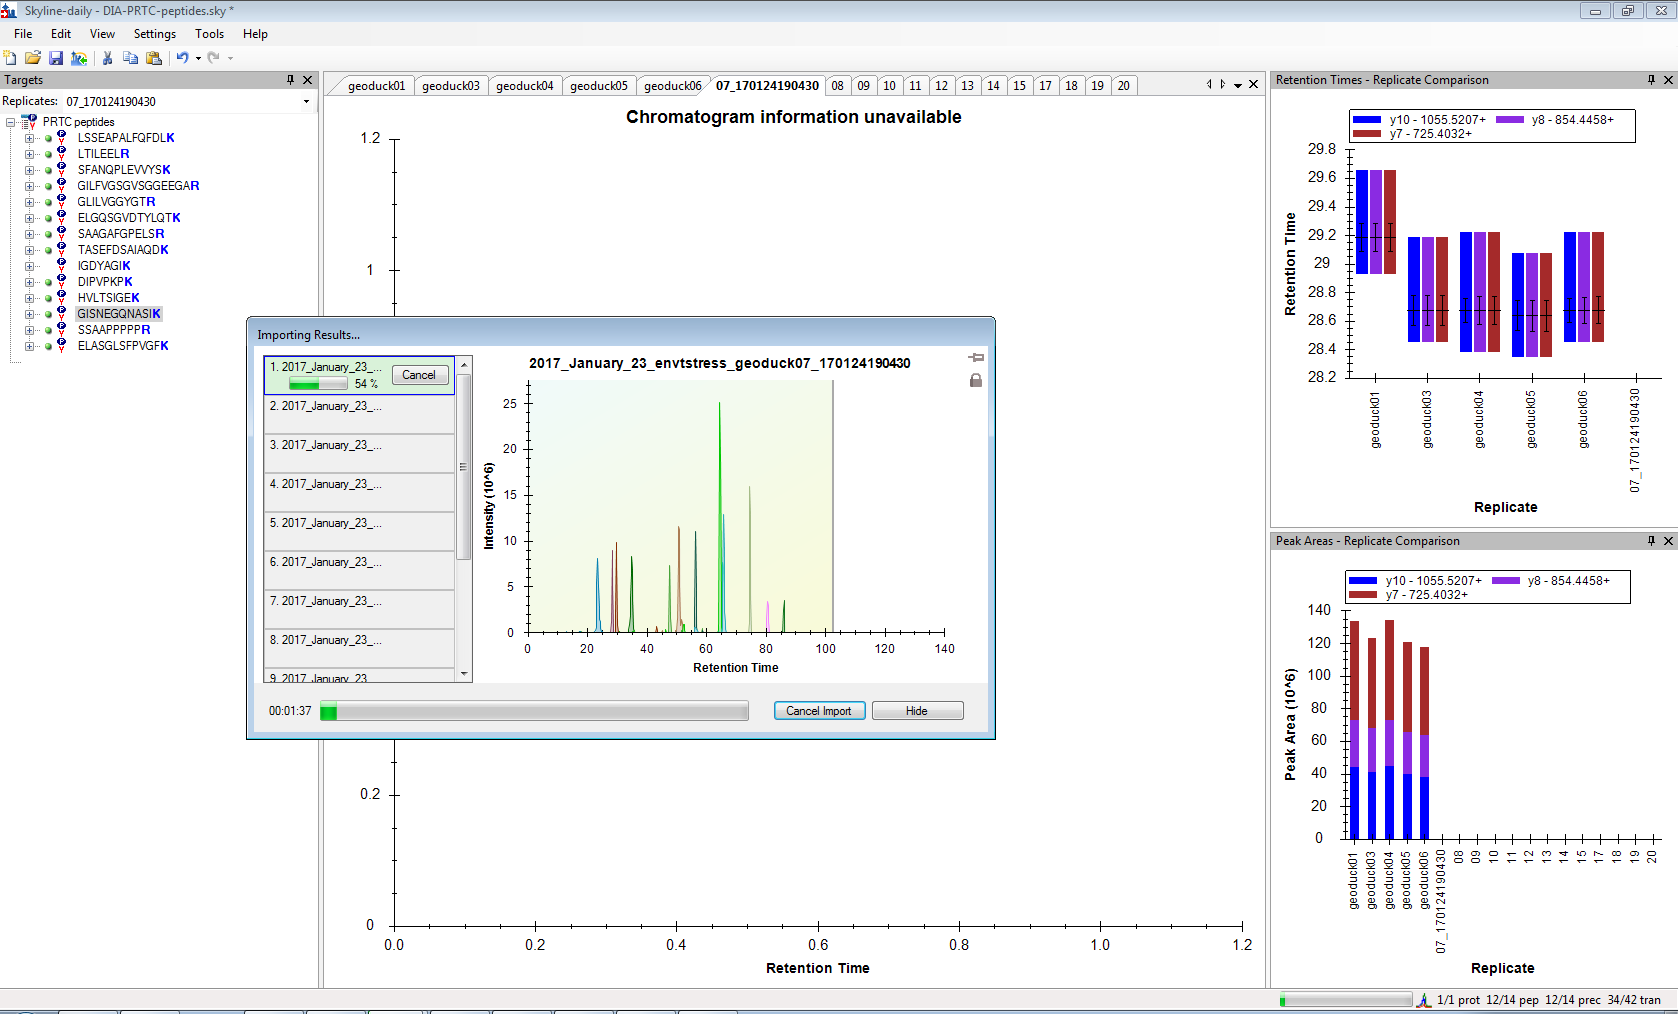 Skyline-daily - DIA-PRTC-peptides.sky *
File Edit View Settings Tools Help
Targets
Replicates: 07_170124190430
PRTC peptides
LSSEAPALFQFDLK
LTILEELR
SFANQPLEVVYSK
GILFVGSGVSGGEEGAR
GLILVGGYGTR
ELGQSGVDTYLQTK
SAAGAFGPELSR
TASEFDSAIAQDK
IGDYAGIK
DIPVPKPK
HVLTSIGEK
GISNEGQNASIK
SSAAPPPPPR
ELASGLSFPVGFK
geoduck01 geoduck03 geoduck04 geoduck05 geoduck06 07_170124190430 08 09 10 11 12 13 14 15 17 18 19 20
Chromatogram information unavailable
1.2
1
0.2
0
0.0 0.2 0.4 0.6 0.8 1.0 1.2
Retention Time
Importing Results...
1. 2017_January_23_...
54 %
Cancel
2. 2017_January_23_...
3. 2017_January_23_...
4. 2017_January_23_...
5. 2017_January_23_...
6. 2017_January_23_...
7. 2017_January_23_...
8. 2017_January_23_...
9. 2017_January_23
2017_January_23_envtstress_geoduck07_170124190430
Intensity (10^6)
25
20
15
10
5
0
0 20 40 60 80 100 120 140
Retention Time
00:01:37
Cancel Import Hide
Retention Times - Replicate Comparison
y10 - 1055.5207+ y8 - 854.4458+
y7 - 725.4032+
Retention Time
29.8
29.6
29.4
29.2
29
28.8
28.6
28.4
28.2
geoduck01 geoduck03 geoduck04 geoduck05 geoduck06 07_170124190430
Replicate
Peak Areas - Replicate Comparison
y10 - 1055.5207+ y8 - 854.4458+
y7 - 725.4032+
Peak Area (10^6)
140
120
100
80
60
40
20
0
geoduck01 geoduck03 geoduck04 geoduck05 geoduck06 07_170124190430 08 09 10 11 12 13 14 15 17 18 19 20
Replicate
1/1 prot 12/14 pep 12/14 prec 34/42 tran